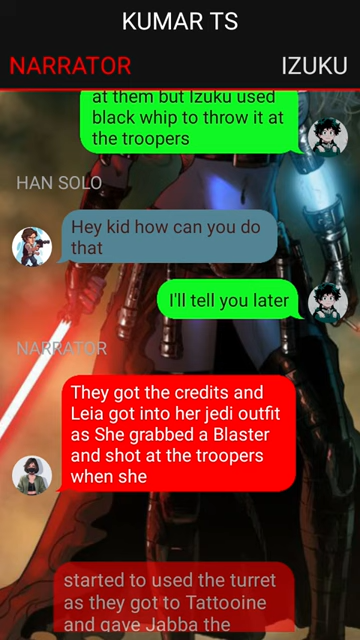 KUMAR TS
NARRATOR
IZUKU
at them but Izuku used
black whip to throw it at
the troopers
HAN SOLO
Hey kid how can you do
that
I'll tell you later
NARRATOR
They got the credits and
Leia got into her jedi outfit
as She grabbed a Blaster
and shot at the troopers
when she
started to used the turret
as they got to Tattooine
and gave Jabba the